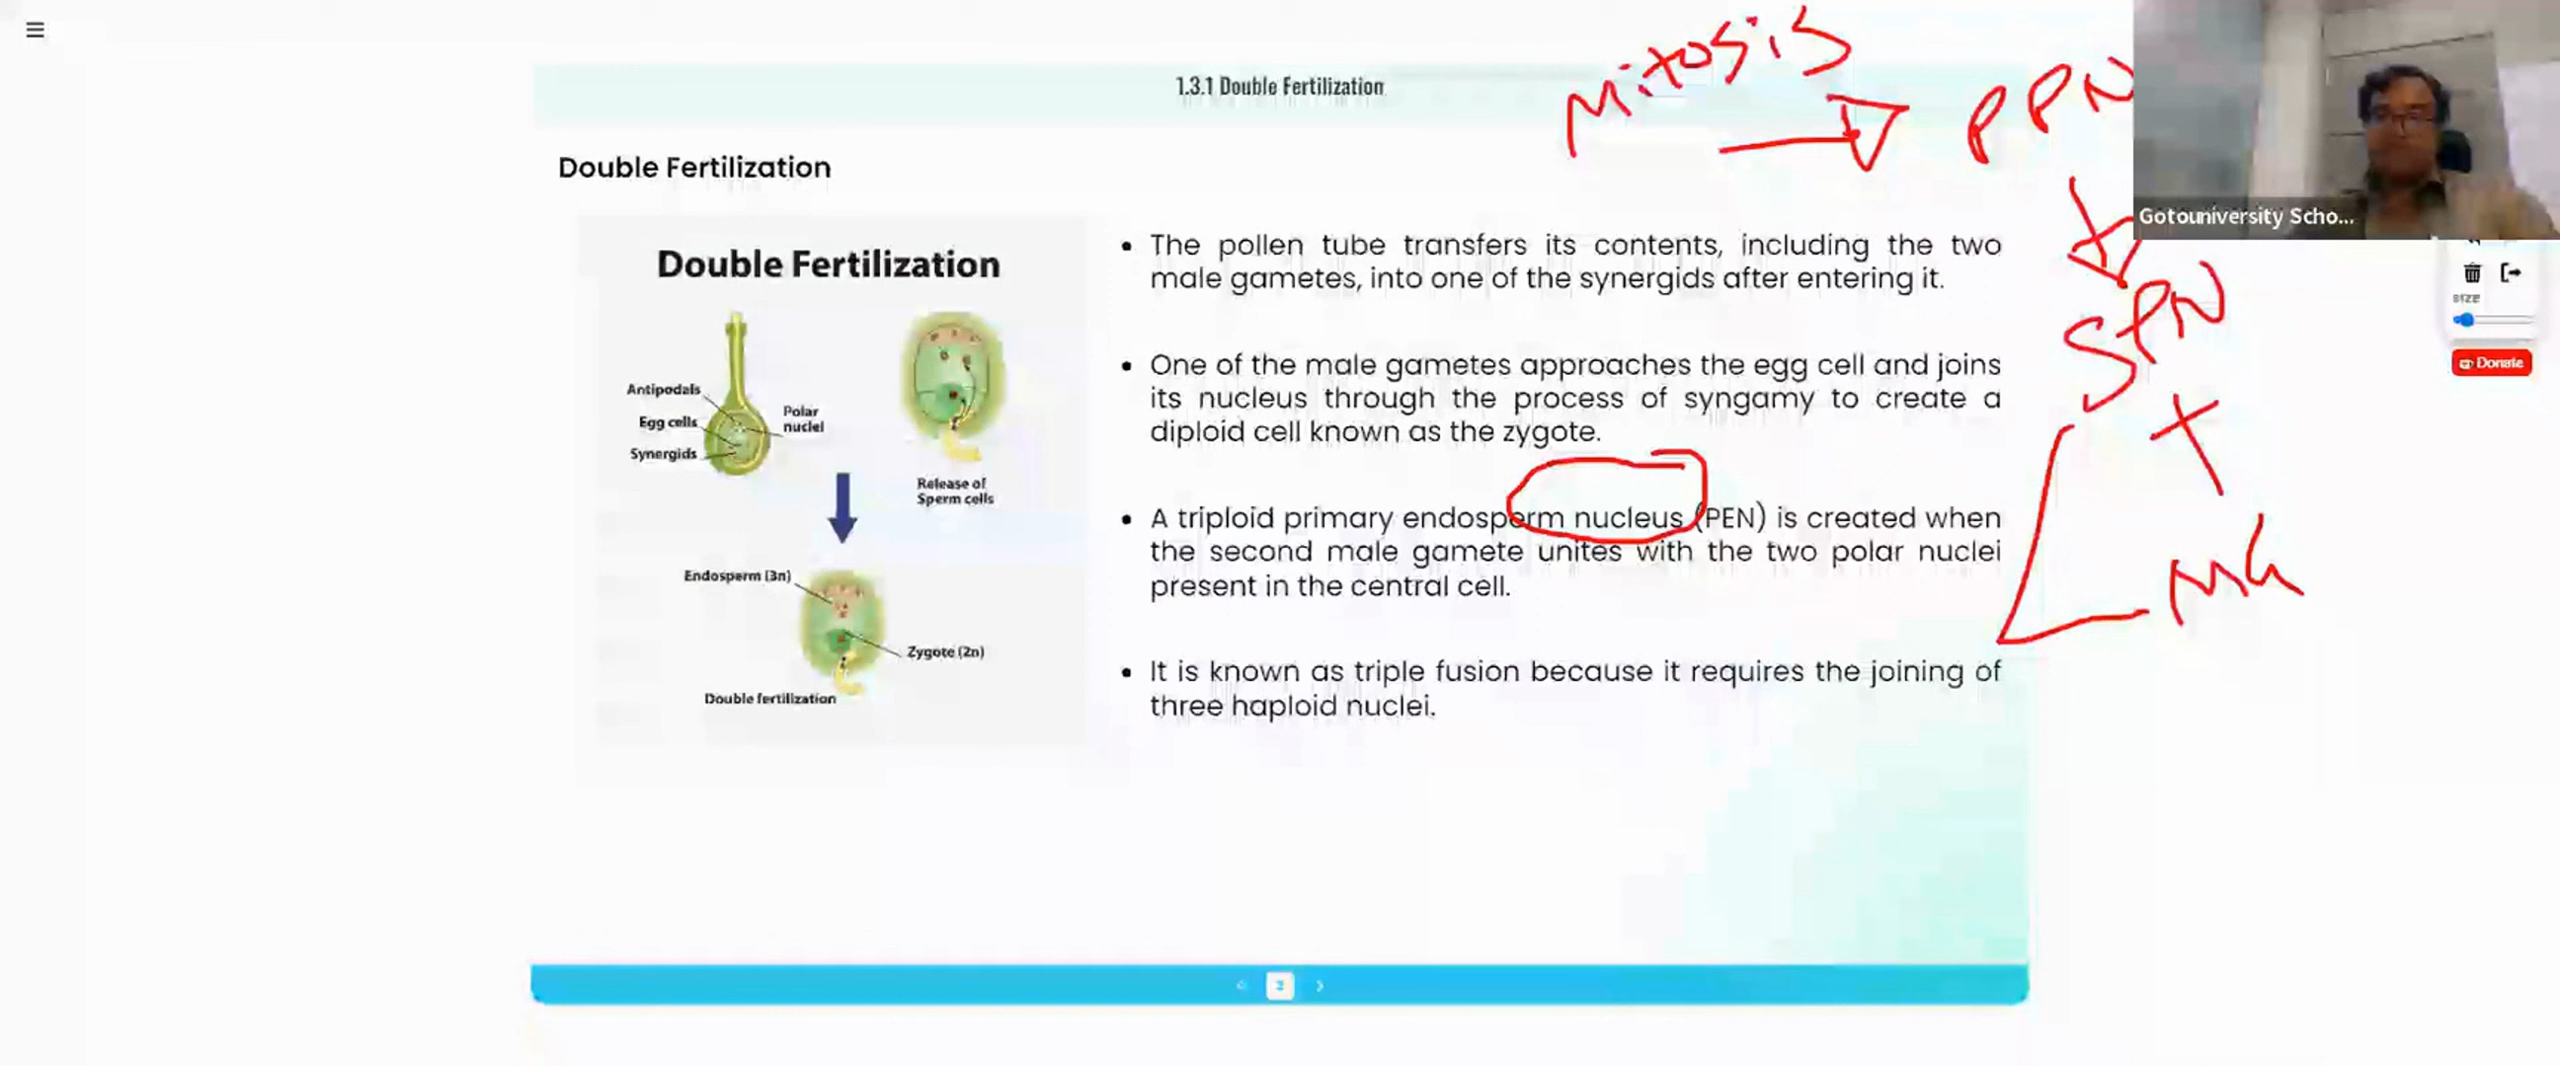 1.3.1 Double Fertilization
Mitosis
PPN
Double Fertilization
Gotouniversity Scho...
Double Fertilization
• The pollen tube transfers its contents, including the two
male gametes, into one of the synergids after entering it.
SPN
size
Donate
• One of the male gametes approaches the egg cell and joins
its nucleus through the process of syngamy to create a
diploid cell known as the zygote.
+
MG
Antipodals
Egg cells
Synergids
Polar
nuclei
Release of
Sperm cells
• A triploid primary endosperm nucleus (PEN) is created when
the second male gamete unites with the two polar nuclei
present in the central cell.
Endosperm (3n)
Zygote (2n)
Double fertilization
• It is known as triple fusion because it requires the joining of
three haploid nuclei.